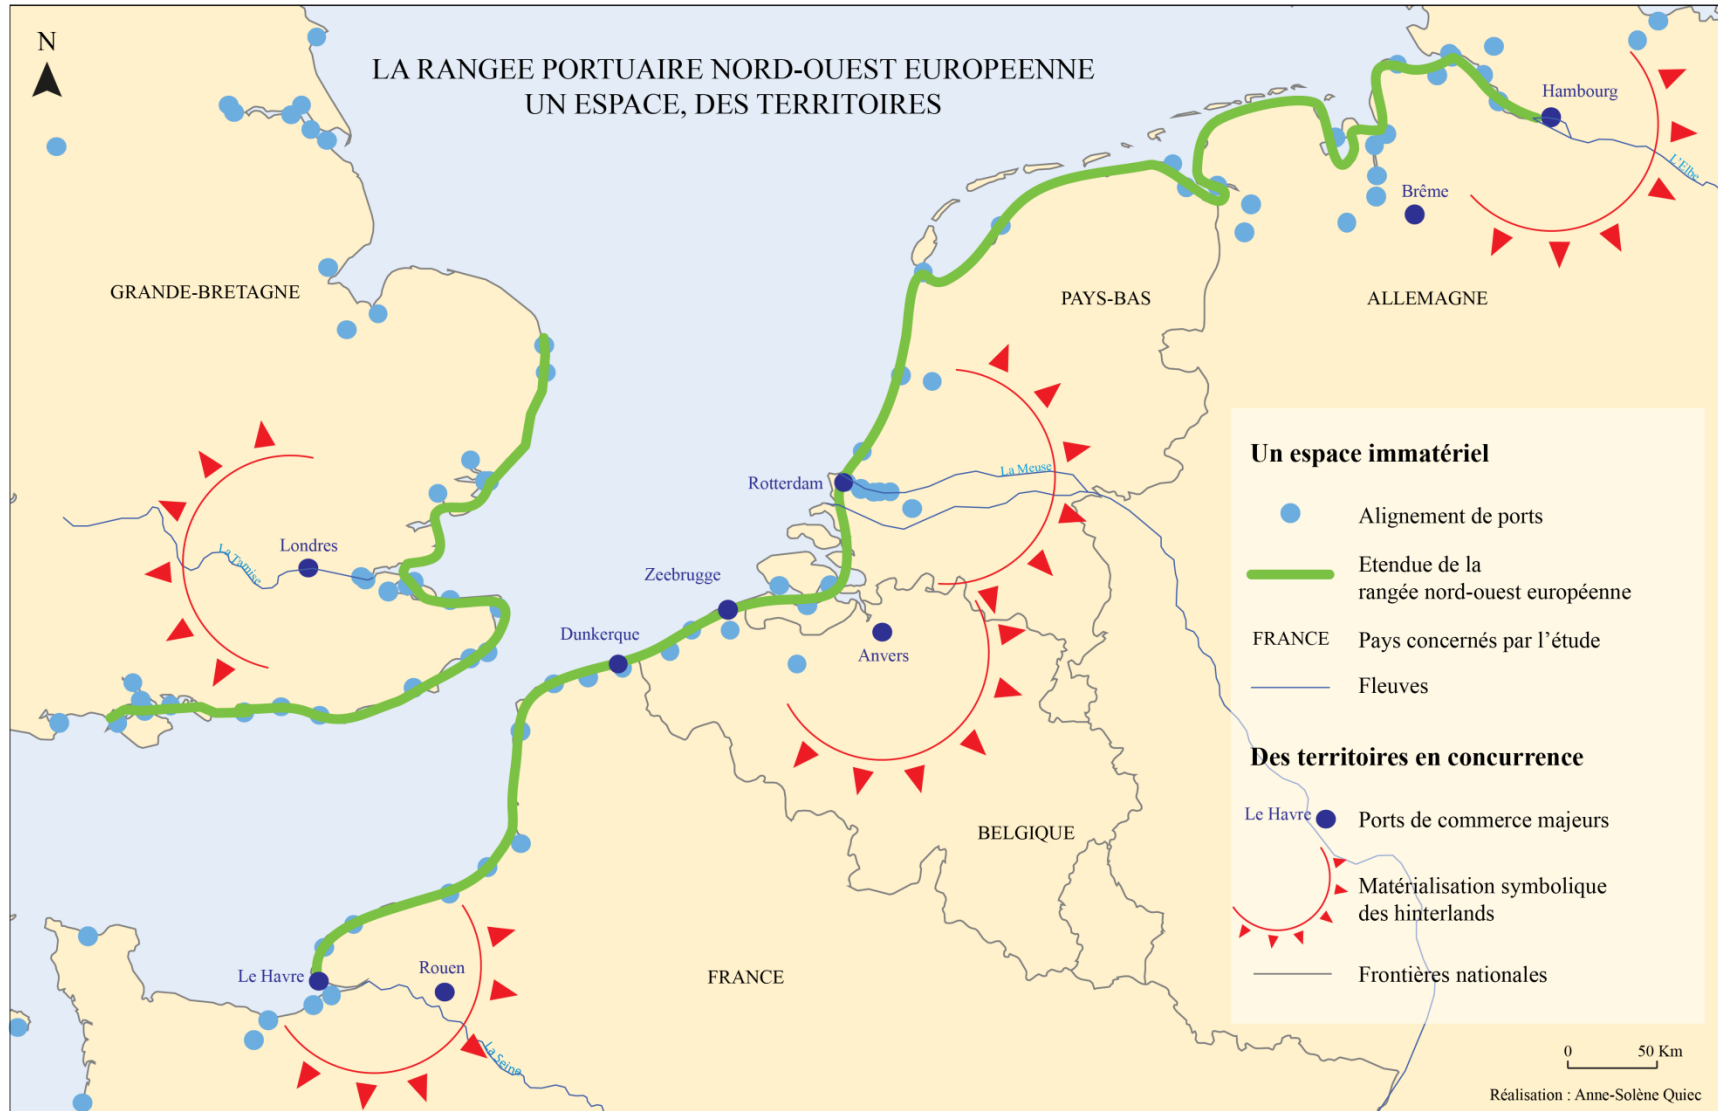 N
LA RANGEE PORTUAIRE NORD-OUEST EUROPEENNE
UN ESPACE, DES TERRITOIRES
Hambourg
L'Elbe
Brême
GRANDE-BRETAGNE
PAYS-BAS
ALLEMAGNE
La Meuse
Rotterdam
Londres
La Tamise
Zeebrugge
Dunkerque
Anvers
BELGIQUE
Le Havre
Rouen
FRANCE
La Seine
Un espace immatériel
Alignement de ports
Etendue de la
rangée nord-ouest européenne
FRANCE Pays concernés par l'étude
Fleuves
Des territoires en concurrence
Le Havre Ports de commerce majeurs
Matérialisation symbolique
des hinterlands
Frontières nationales
0 50 Km
Réalisation : Anne-Solène Quiec